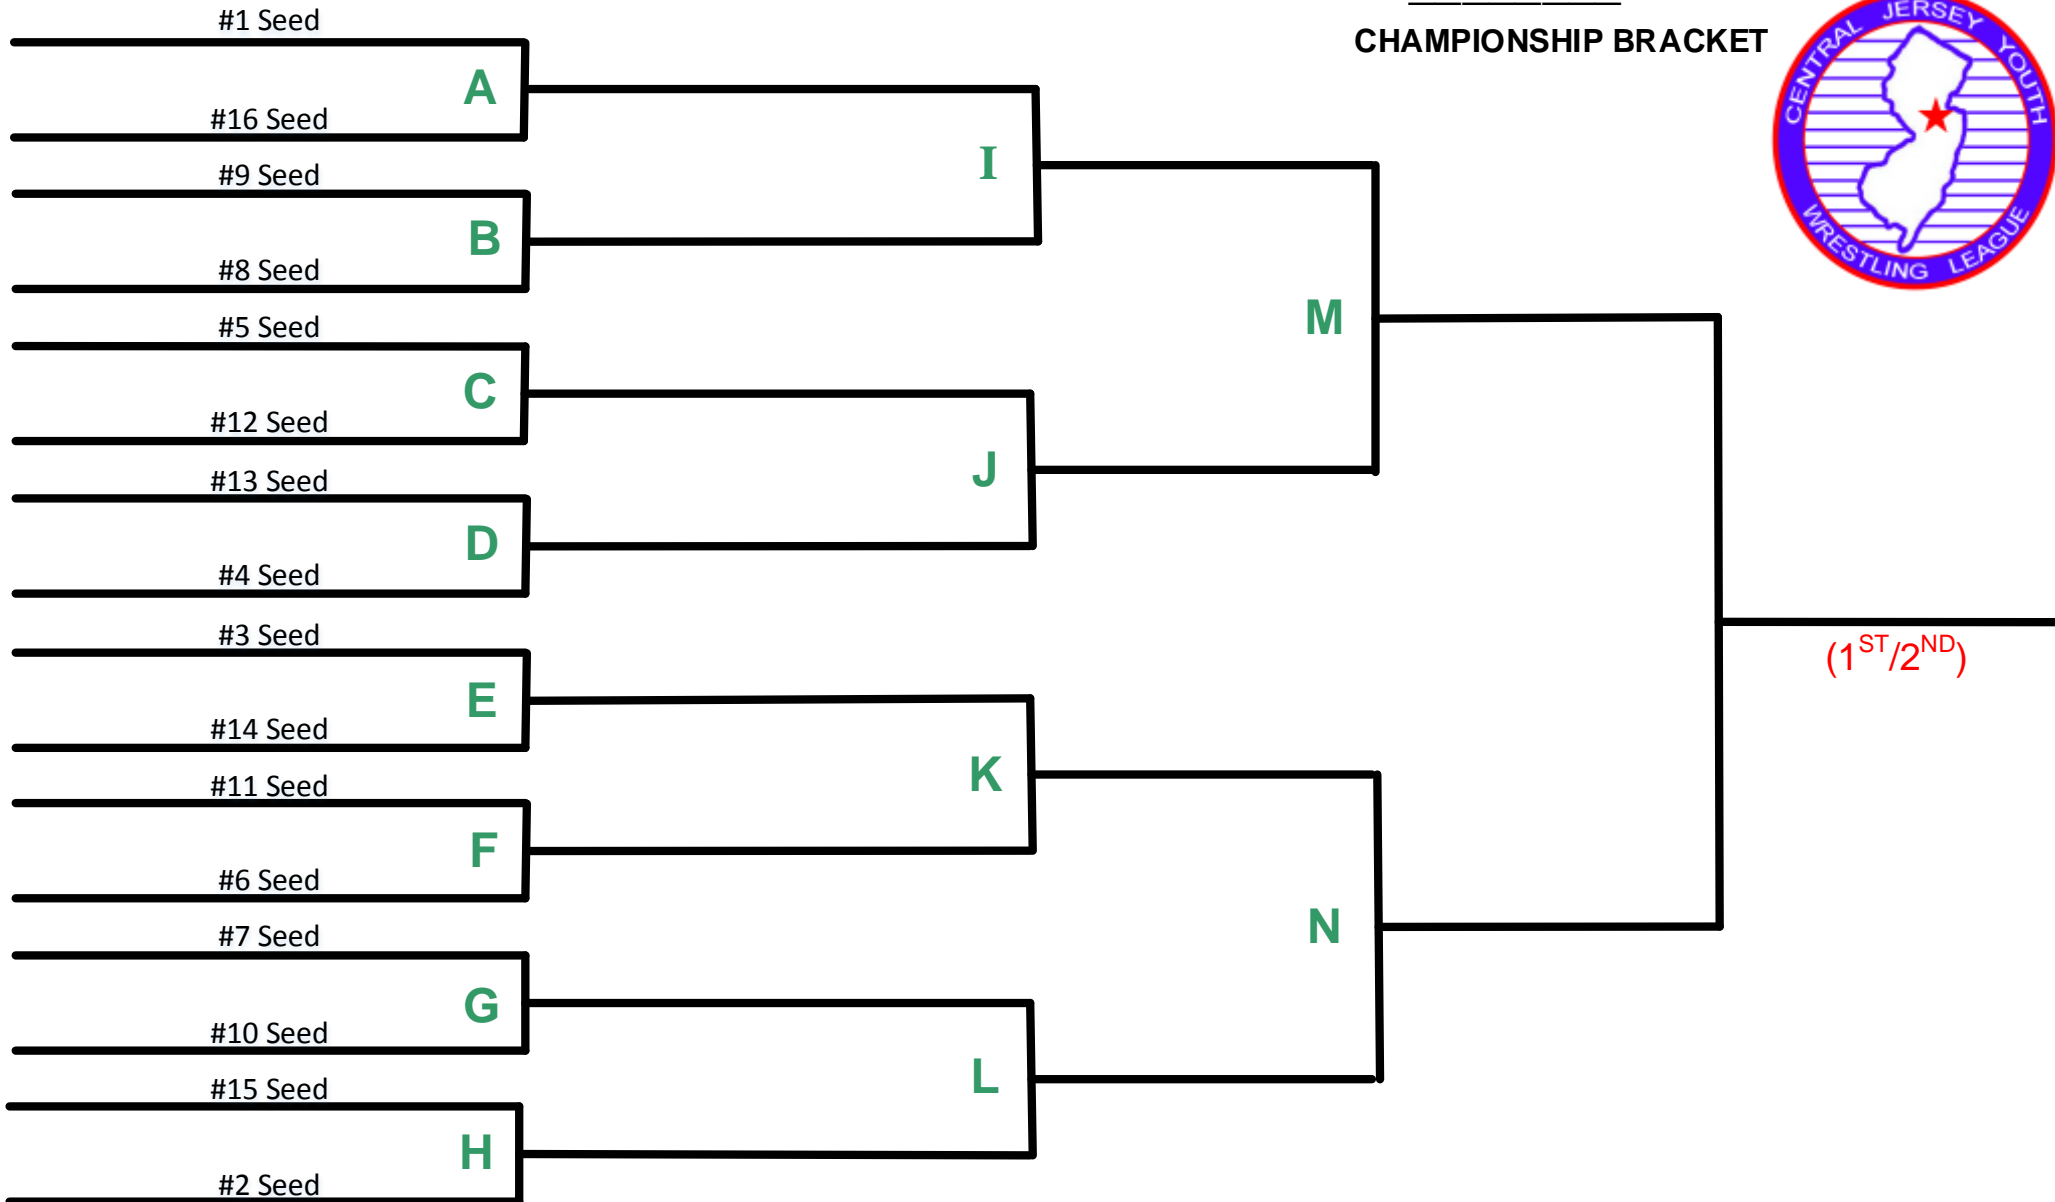 CHAMPIONSHIP BRACKET
CENTRAL JERSEY YOUTH
WRESTLING LEAGUE
#1 Seed
A
#16 Seed
#9 Seed
B
#8 Seed
#5 Seed
C
#12 Seed
#13 Seed
D
#4 Seed
#3 Seed
E
#14 Seed
#11 Seed
F
#6 Seed
#7 Seed
G
#10 Seed
#15 Seed
H
#2 Seed
I
J
K
L
M
N
(1ST/2ND)